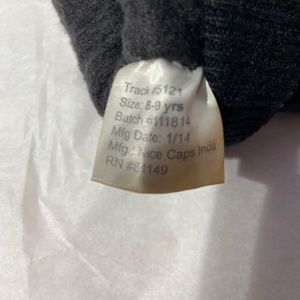 Track#5121
Size: 8-9 yrs
Batch #111814
Mfg Date: 1/14
Mfg : Nice Caps Inds
RN #81149